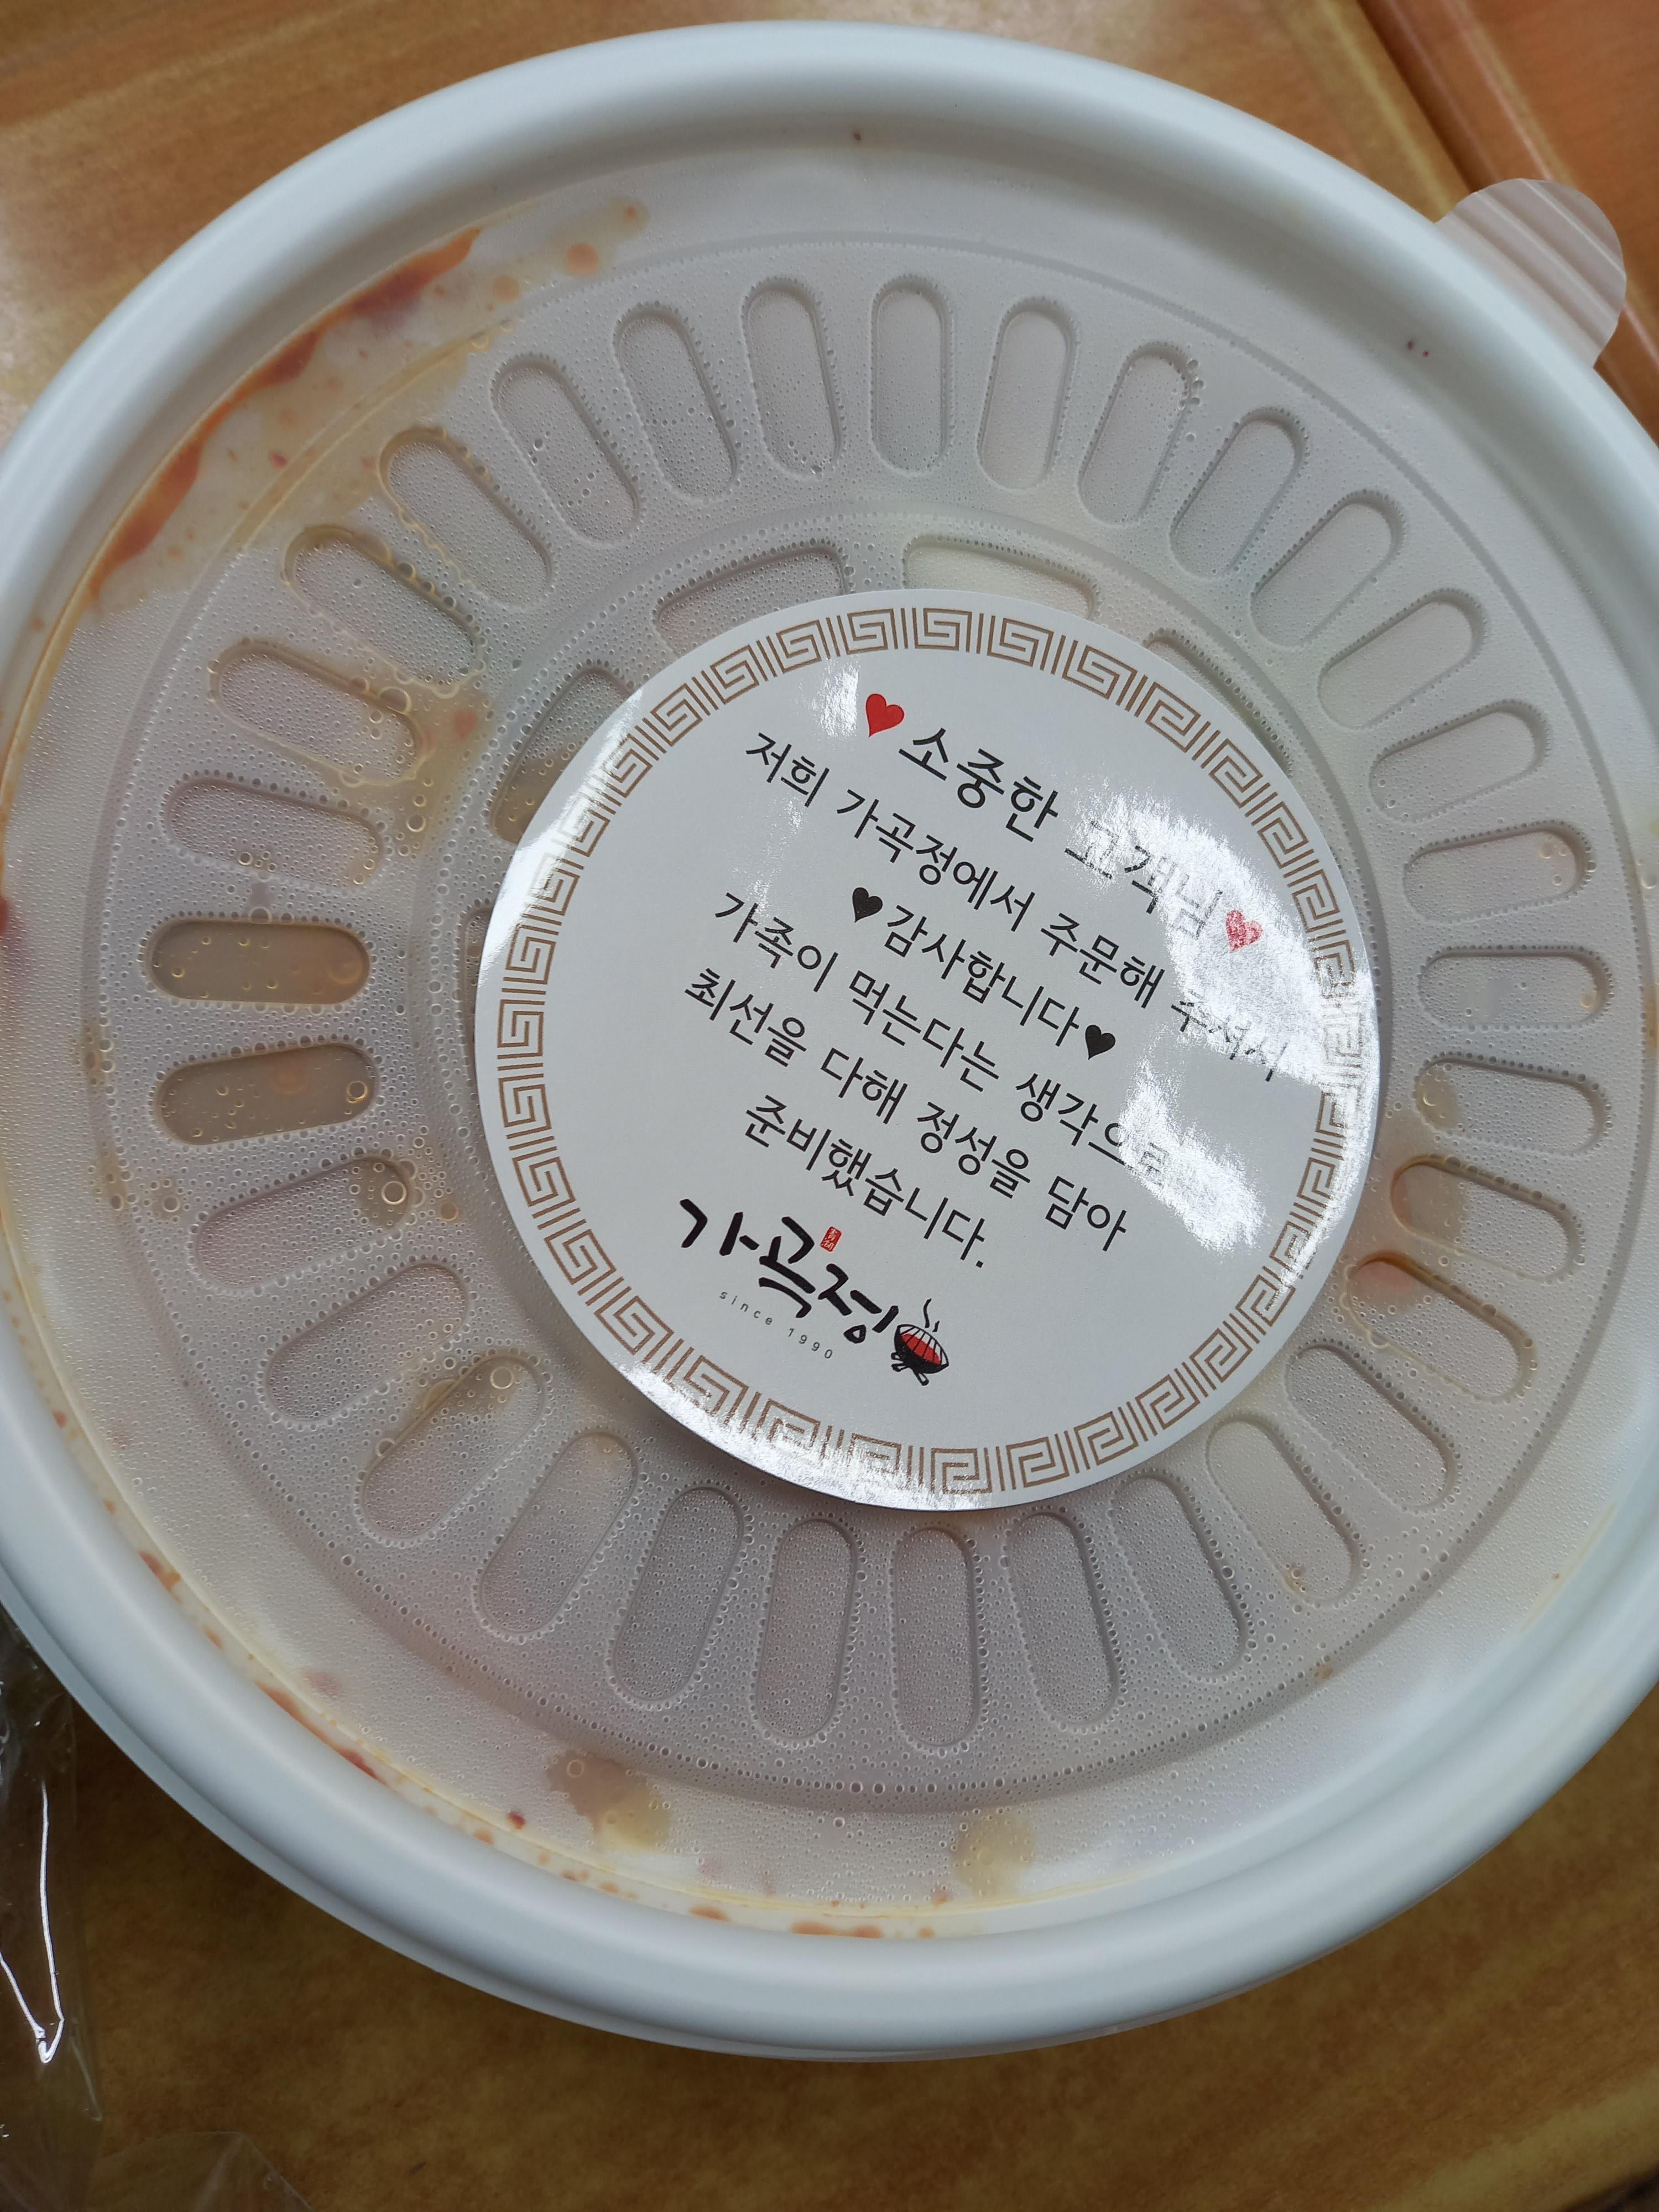 ♥소중한 고객님♥
저희 가곡정에서 주문해 주셔서
♥감사합니다♥
가족이 먹는다는 생각으로
최선을 다해 정성을 담아
준비했습니다.
가곡정
since 1990